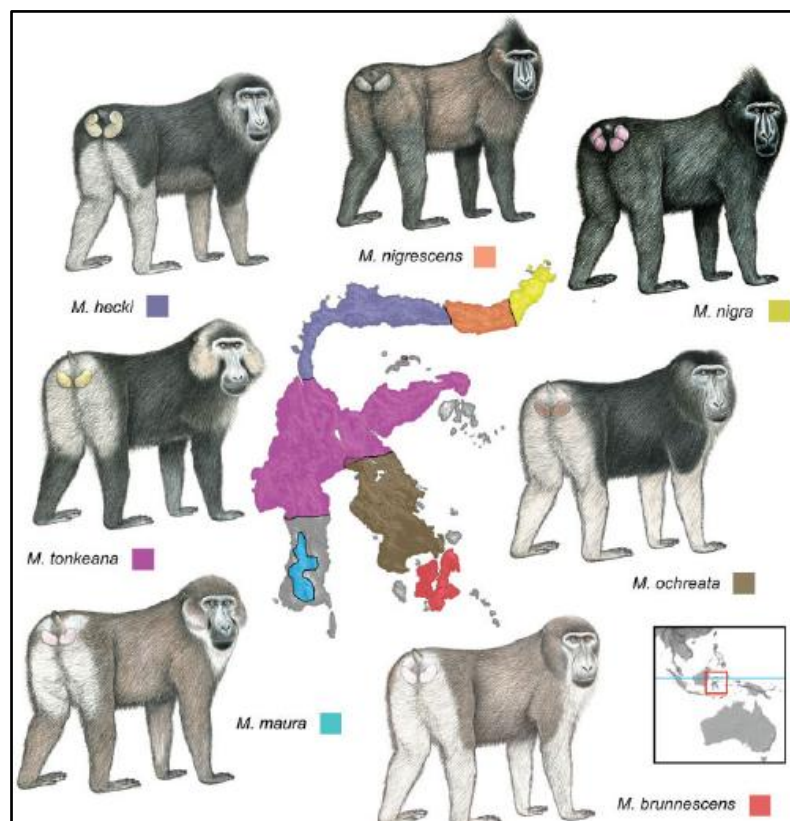 M. nigrescens
M. hecki
M. nigra
M. tonkeana
M. ochreata
M. maura
M. brunnescens